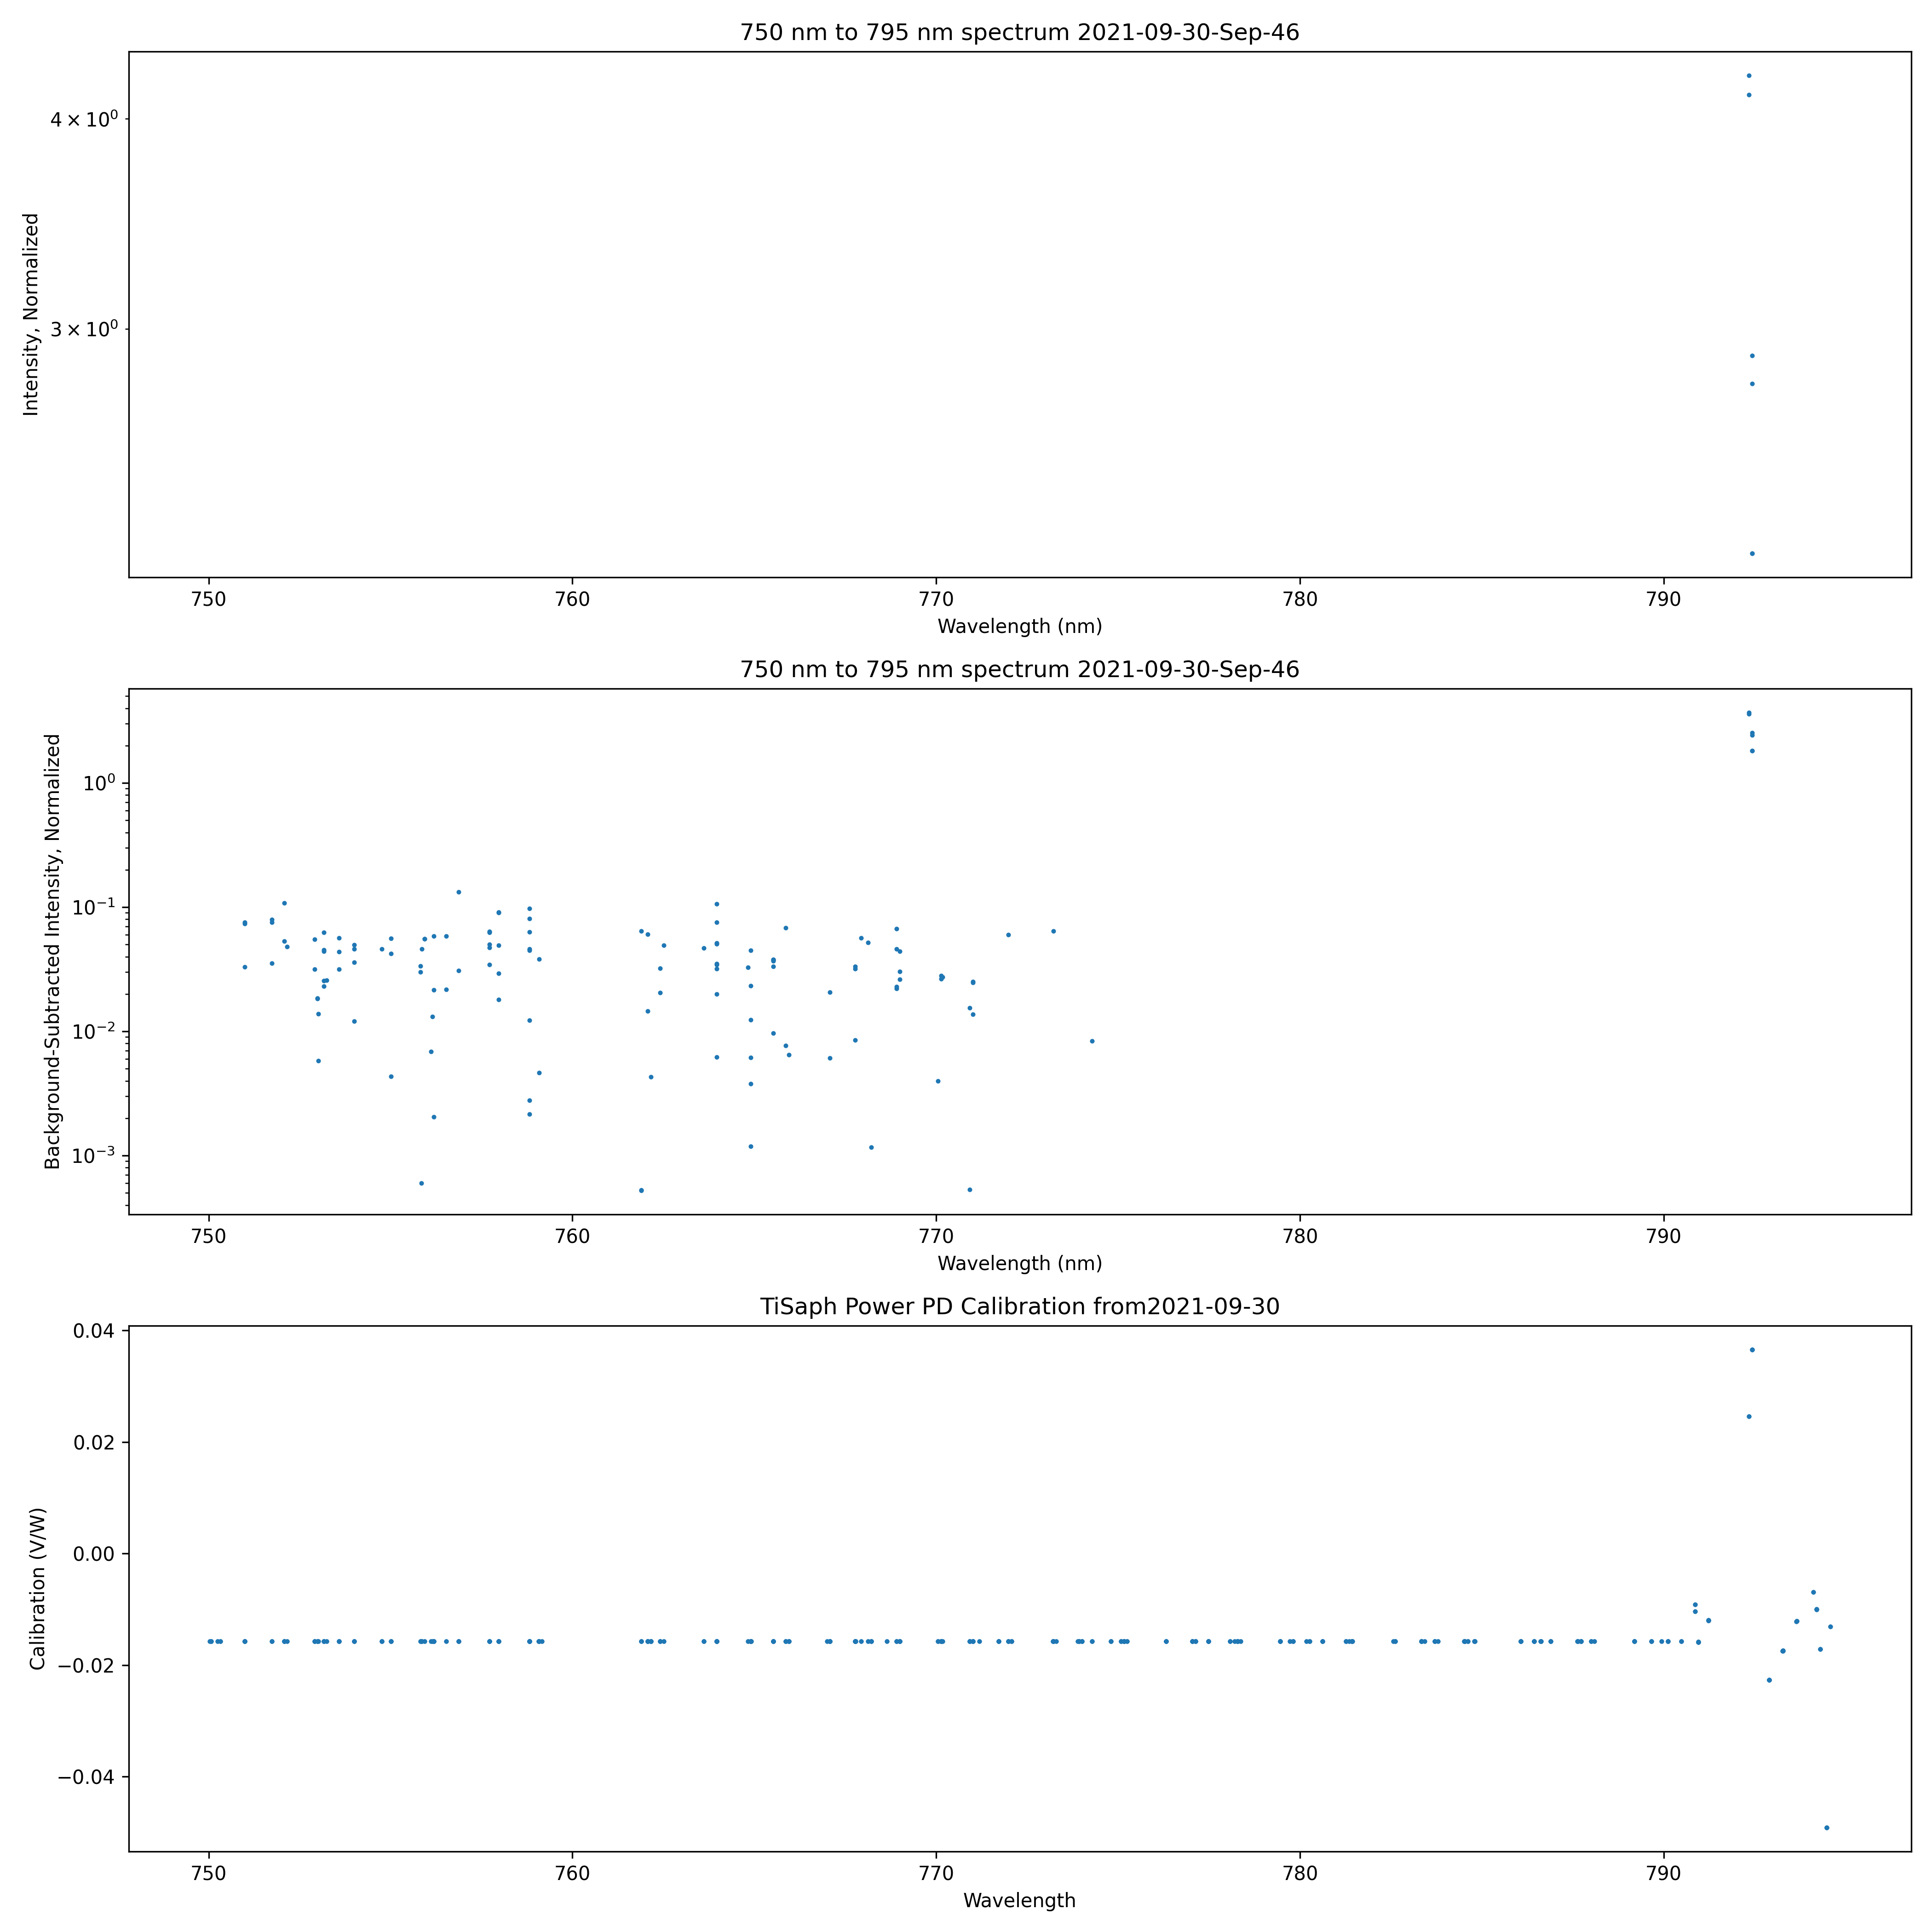 750 nm to 795 nm spectrum 2021-09-30-Sep-46
Intensity, Normalized
4 × 10⁰
3 × 10⁰
750 760 770 780 790
Wavelength (nm)
750 nm to 795 nm spectrum 2021-09-30-Sep-46
Background-Subtracted Intensity, Normalized
10⁰
10⁻¹
10⁻²
10⁻³
750 760 770 780 790
Wavelength (nm)
TiSaph Power PD Calibration from2021-09-30
Calibration (V/W)
0.04
0.02
0.00
−0.02
−0.04
750 760 770 780 790
Wavelength